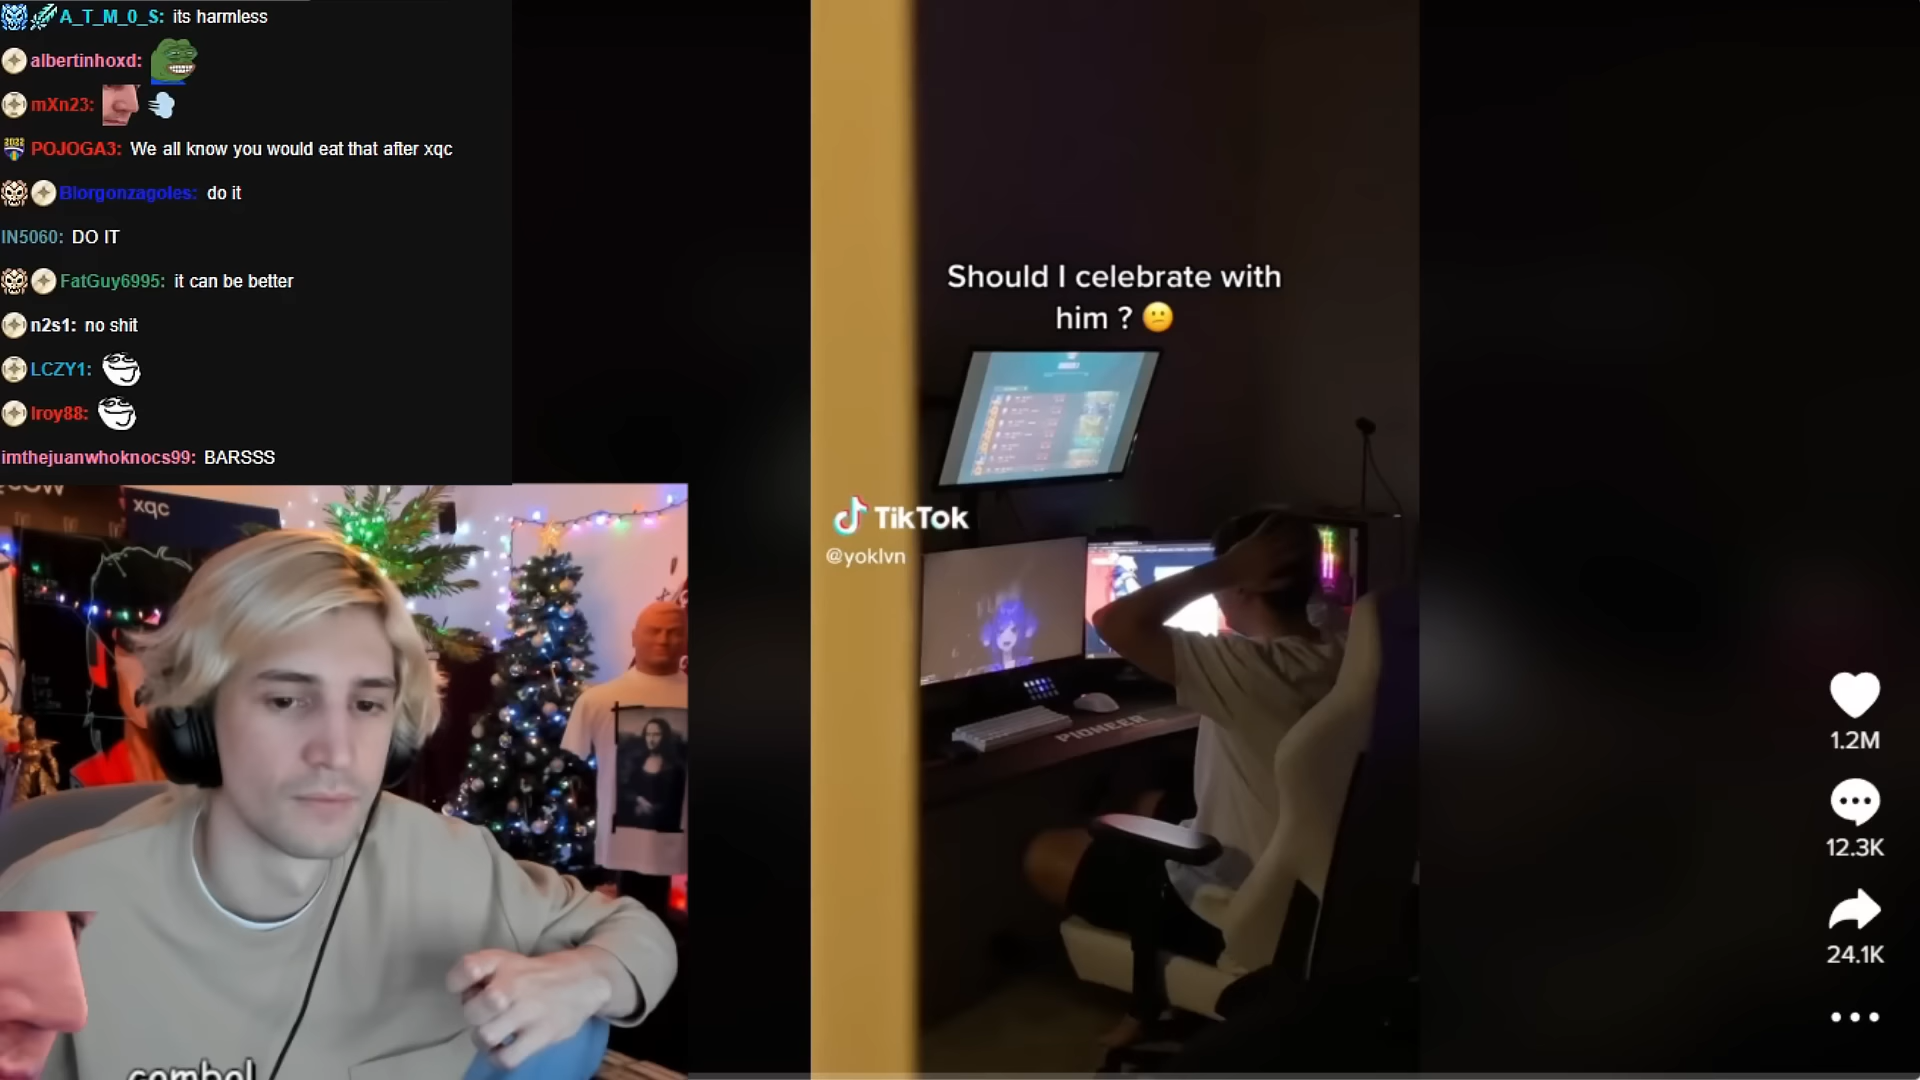 A_T_M_0_S: its harmless
albertinhoxd:
mXn23:
POJOGA3: We all know you would eat that after xqc
Blorgonzagoles: do it
IN5060: DO IT
FatGuy6995: it can be better
n2s1: no shit
LCZY1:
lroy88:
imthejuanwhoknocs99: BARSSS
xqc
Should I celebrate with
him ? 😕
TikTok
@yoklvn
PIONEER
1.2M
12.3K
24.1K